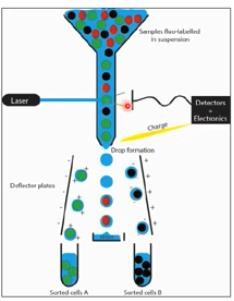 Samples fluo-labelled
in suspension
Laser
Detectors
+
Electronics
Charge
Drop formation
Deflector plates
Sorted cells A
Sorted cells B